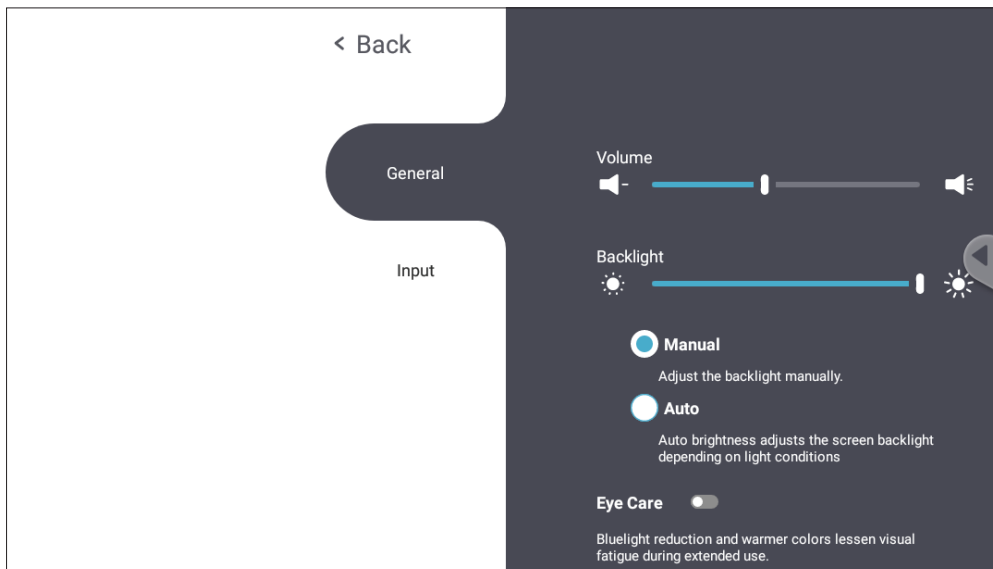 < Back
General
Input
Volume
Backlight
Manual
Adjust the backlight manually.
Auto
Auto brightness adjusts the screen backlight
depending on light conditions
Eye Care
Bluelight reduction and warmer colors lessen visual
fatigue during extended use.